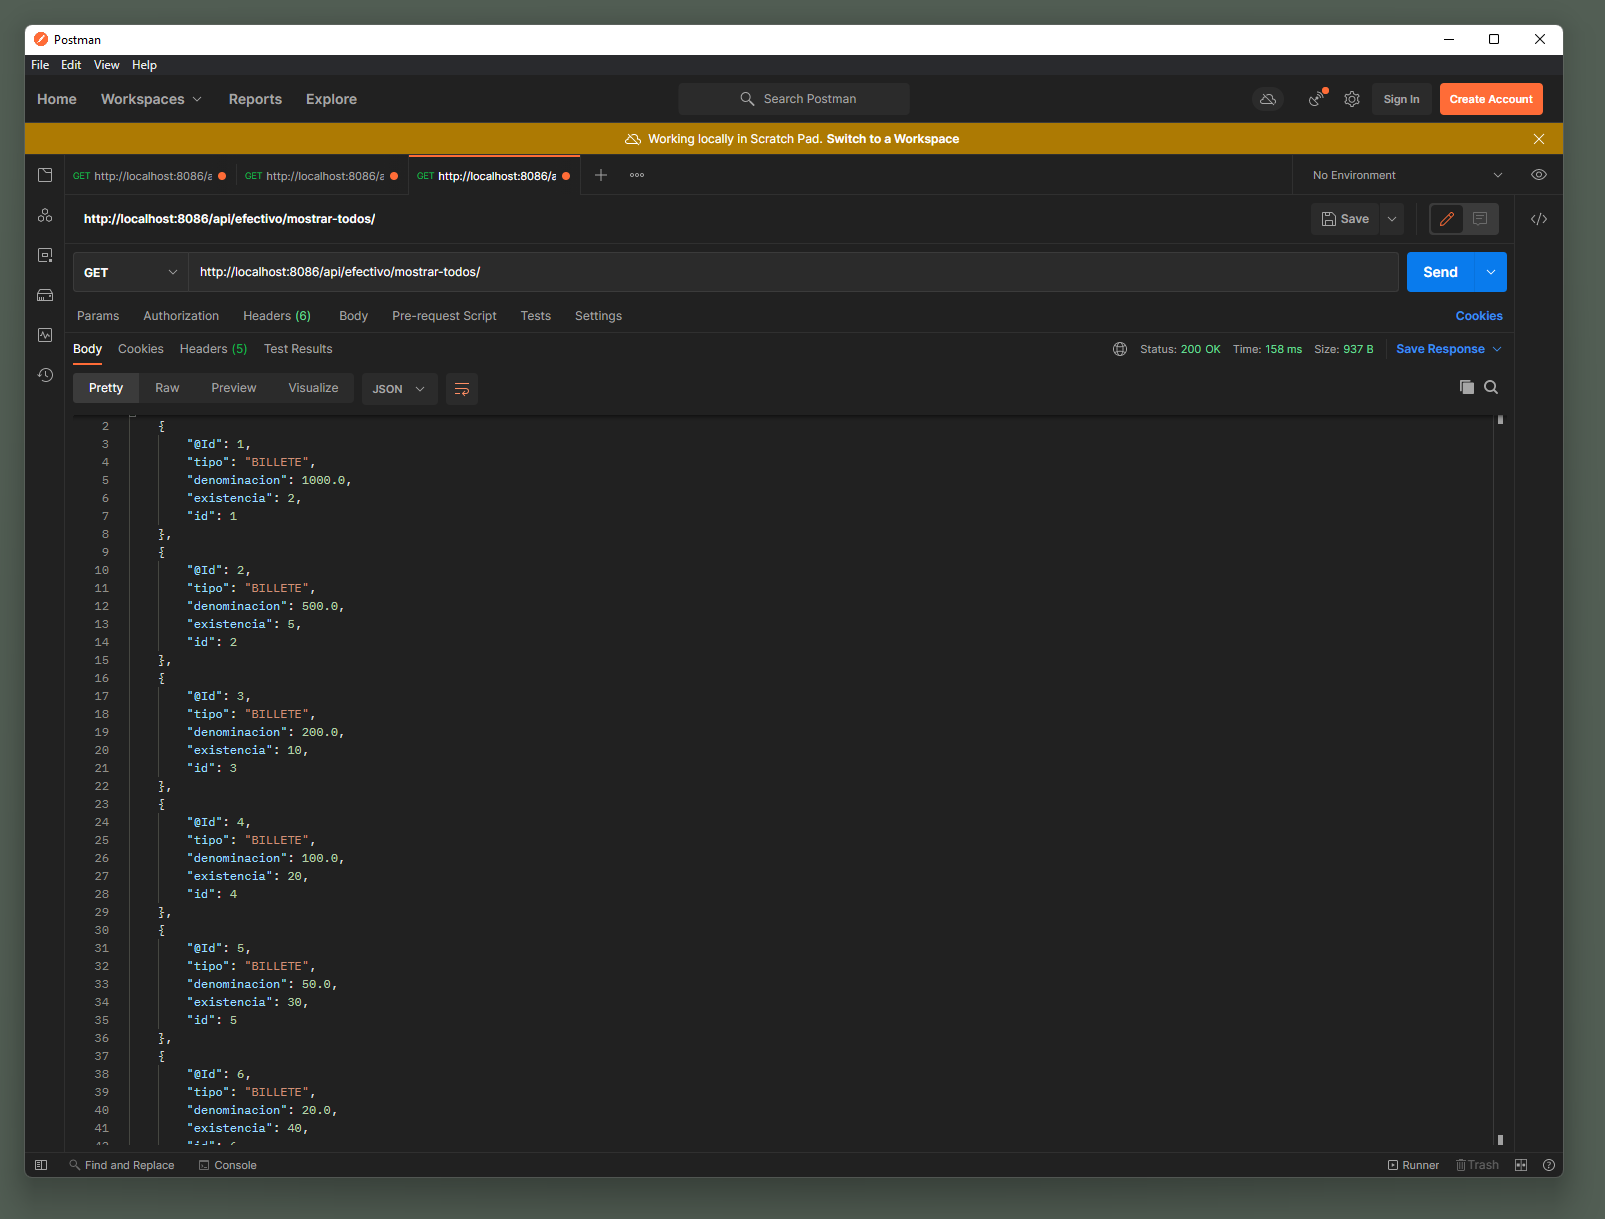 Postman
File Edit View Help
Home Workspaces Reports Explore Search Postman Sign In Create Account
Working locally in Scratch Pad. Switch to a Workspace
GET http://localhost:8086/a GET http://localhost:8086/a GET http://localhost:8086/a No Environment
http://localhost:8086/api/efectivo/mostrar-todos/ Save
GET http://localhost:8086/api/efectivo/mostrar-todos/ Send
Params Authorization Headers (6) Body Pre-request Script Tests Settings Cookies
Body Cookies Headers (5) Test Results Status: 200 OK Time: 158 ms Size: 937 B Save Response
Pretty Raw Preview Visualize JSON
2 {
3 "@Id": 1,
4 "tipo": "BILLETE",
5 "denominacion": 1000.0,
6 "existencia": 2,
7 "id": 1
8 },
9 {
10 "@Id": 2,
11 "tipo": "BILLETE",
12 "denominacion": 500.0,
13 "existencia": 5,
14 "id": 2
15 },
16 {
17 "@Id": 3,
18 "tipo": "BILLETE",
19 "denominacion": 200.0,
20 "existencia": 10,
21 "id": 3
22 },
23 {
24 "@Id": 4,
25 "tipo": "BILLETE",
26 "denominacion": 100.0,
27 "existencia": 20,
28 "id": 4
29 },
30 {
31 "@Id": 5,
32 "tipo": "BILLETE",
33 "denominacion": 50.0,
34 "existencia": 30,
35 "id": 5
36 },
37 {
38 "@Id": 6,
39 "tipo": "BILLETE",
40 "denominacion": 20.0,
41 "existencia": 40,
Find and Replace Console Runner Trash